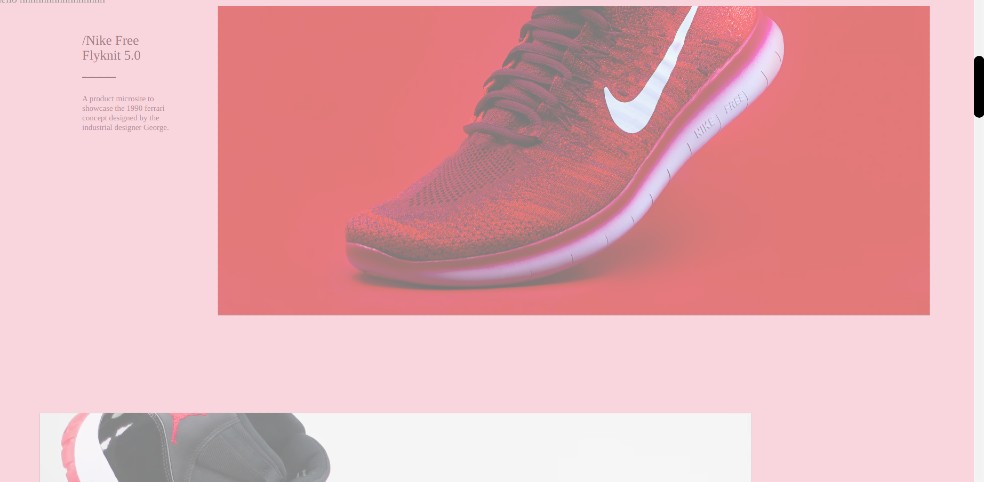 /Nike Free
Flyknit 5.0
A product microsite to
showcase the 1990 ferrari
concept designed by the
industrial designer George.
NIKE FREE